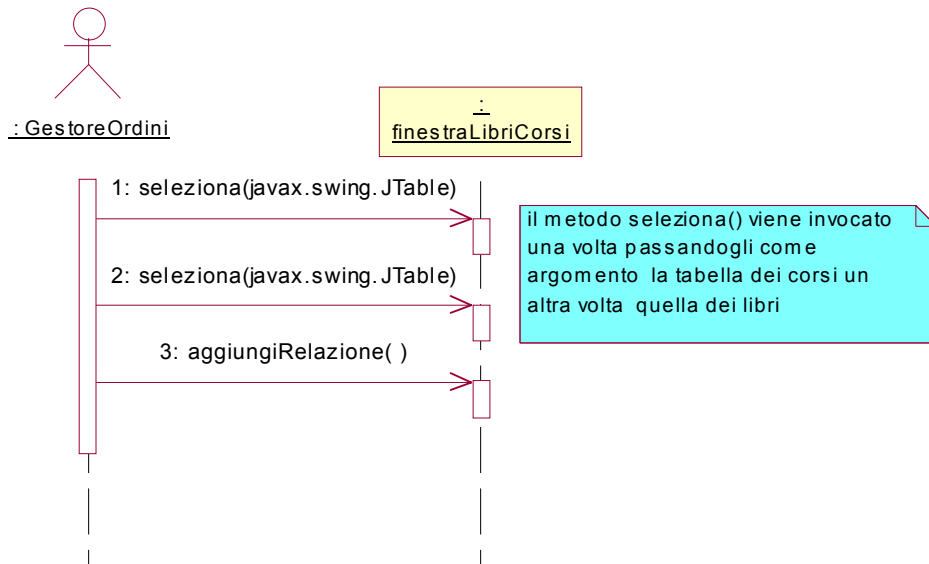 : GestoreOrdini
:
finestraLibriCorsi
1: seleziona(javax.swing.JTable)
2: seleziona(javax.swing.JTable)
3: aggiungiRelazione( )
il metodo seleziona() viene invocato
una volta passandogli come
argomento la tabella dei corsi un
altra volta quella dei libri